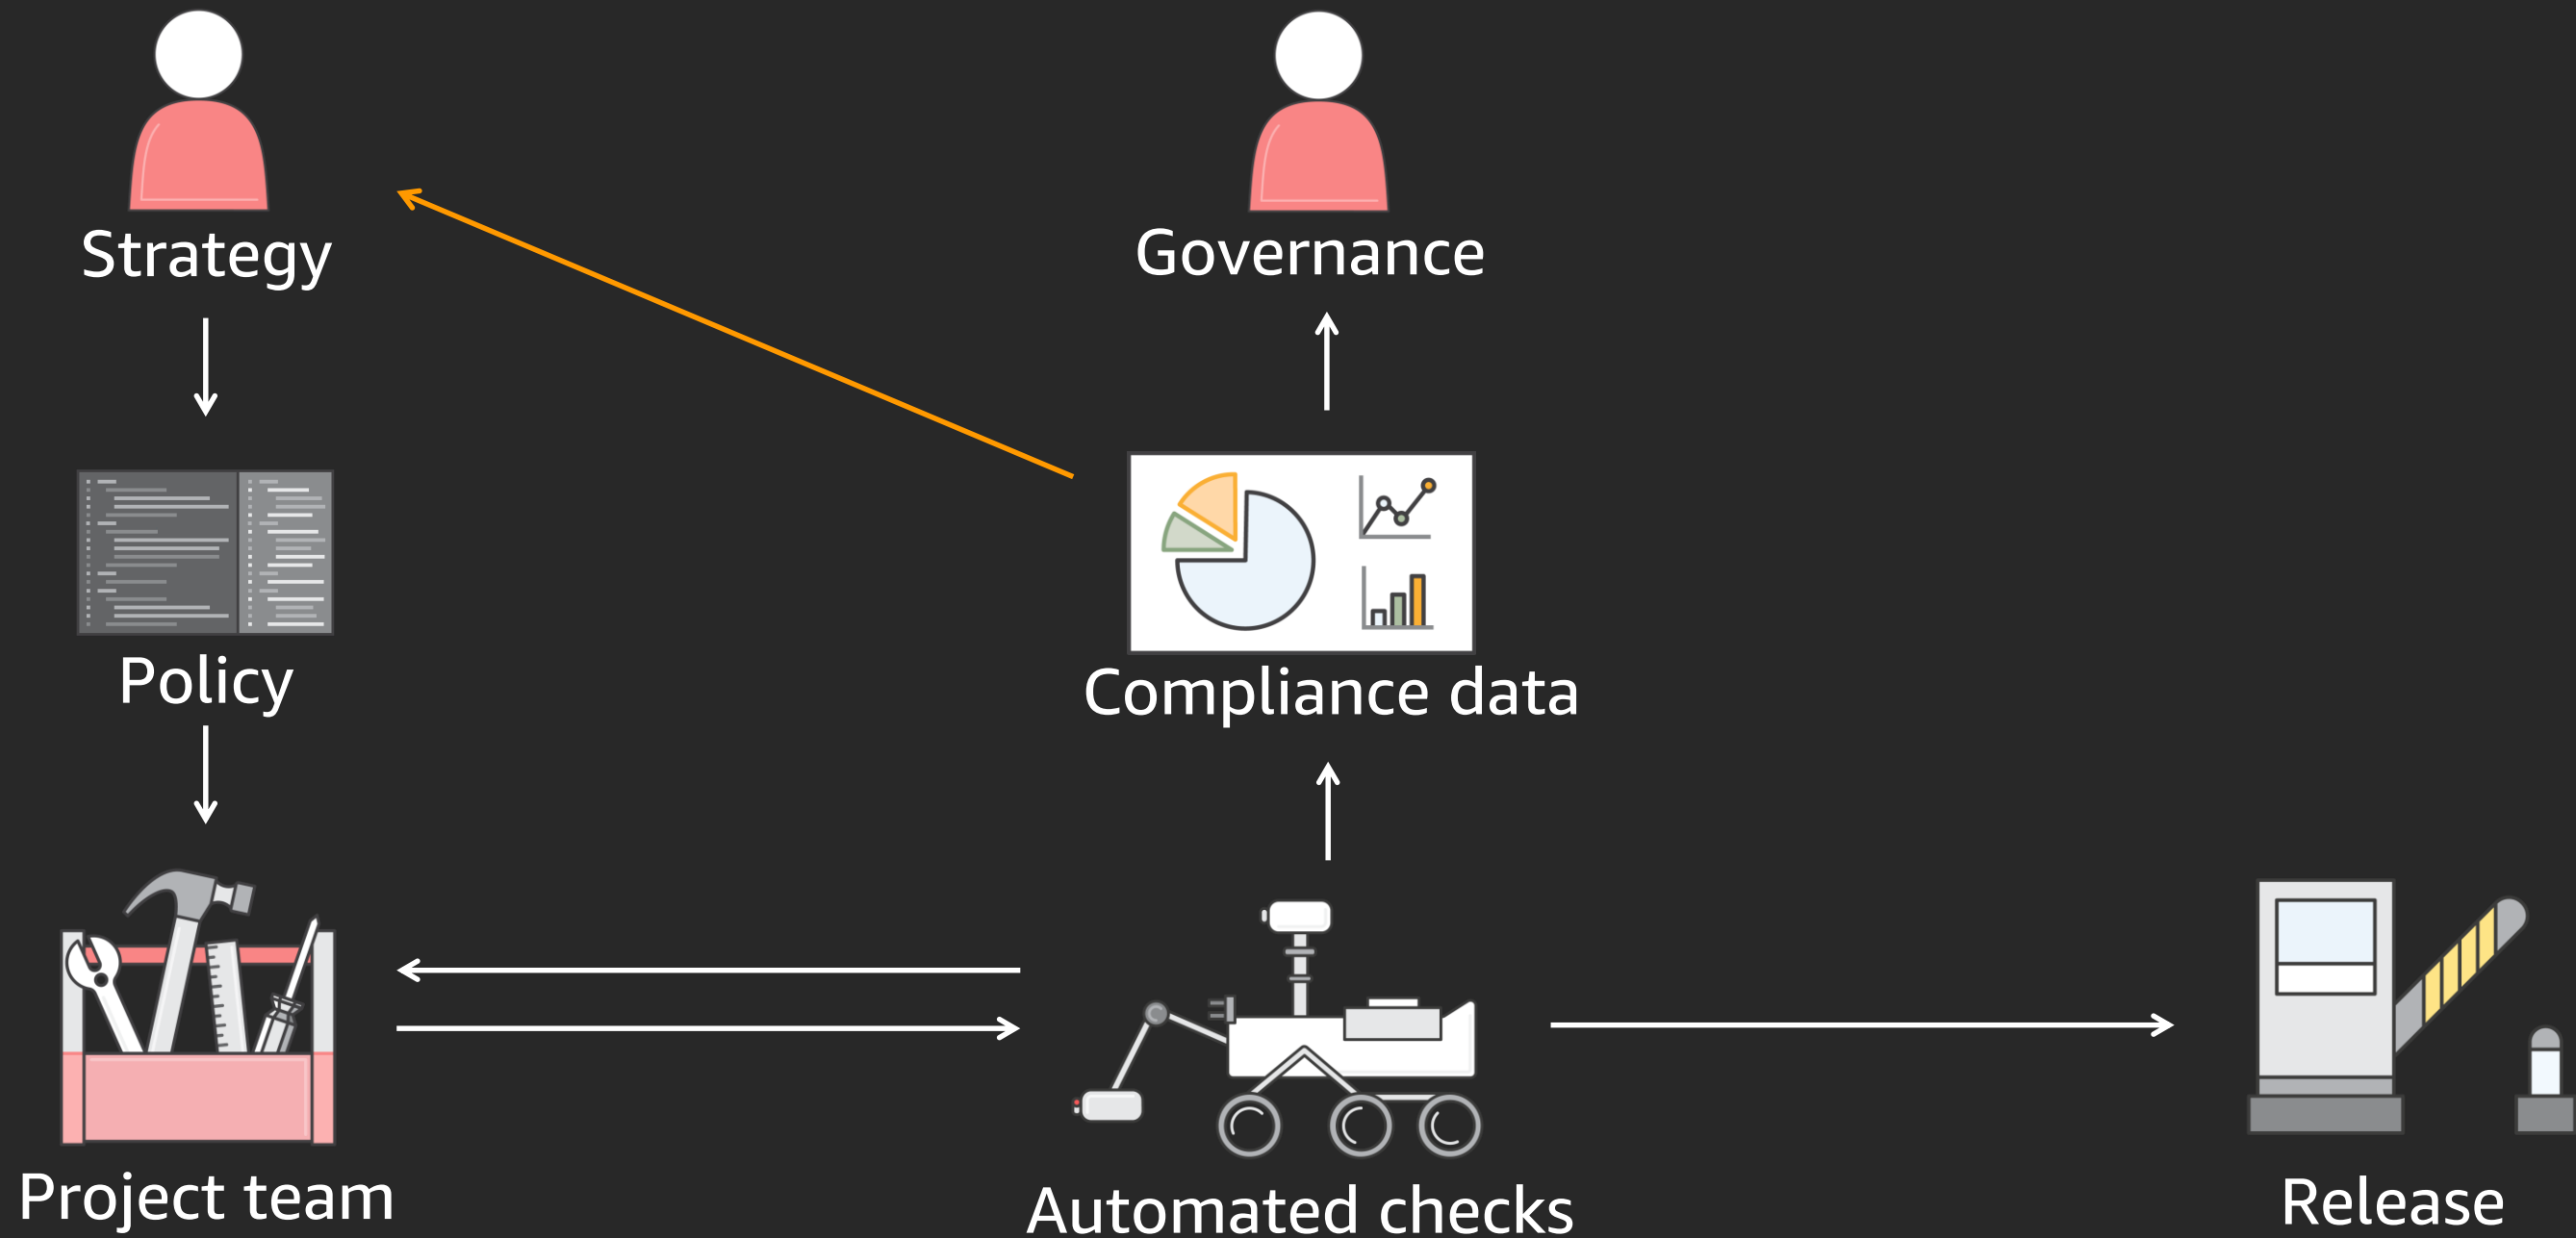 Strategy
Governance
Policy
Compliance data
Project team
Automated checks
Release